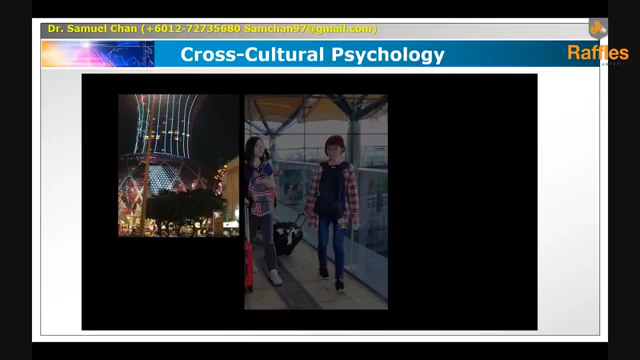 Dr. Samuel Chan (+6012-72735680 Samchan97@gmail.com)
Cross-Cultural Psychology
Raffles